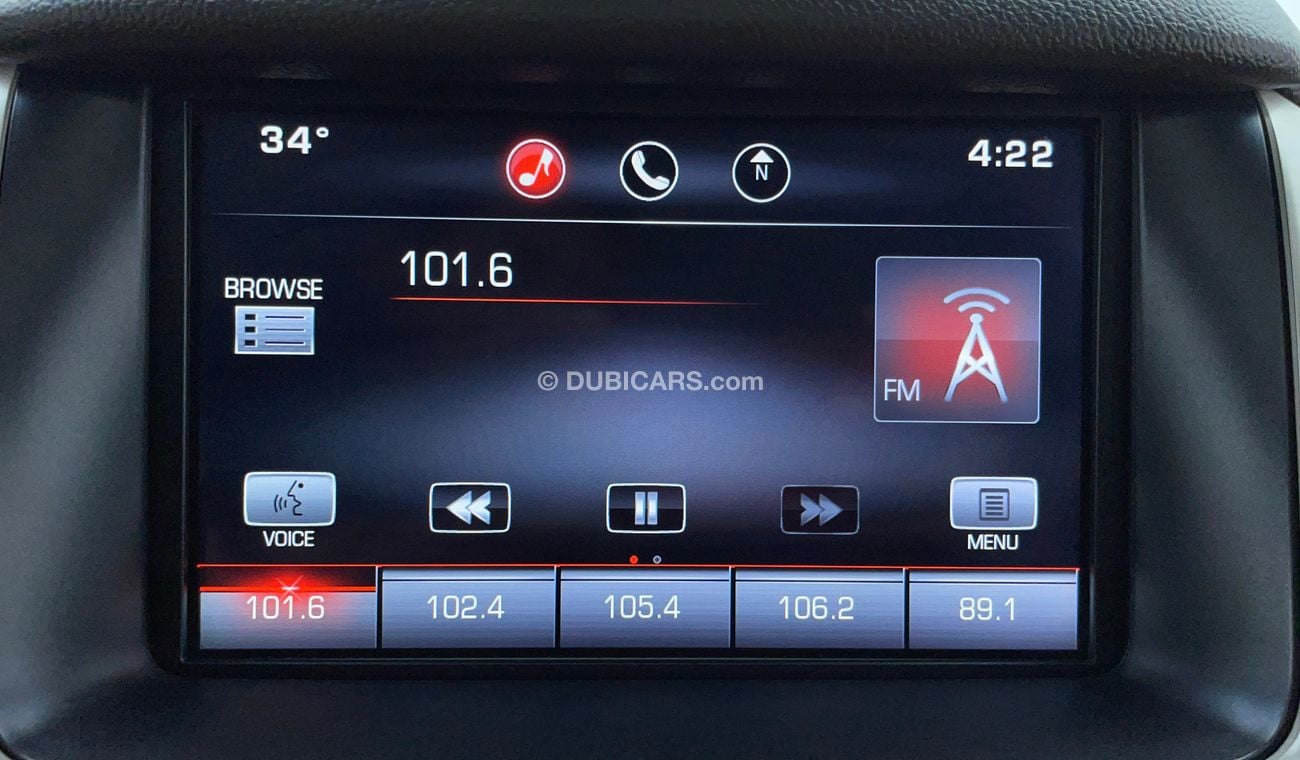 34°
4:22
N
101.6
BROWSE
© DUBICARS.com
FM
VOICE
MENU
101.6 102.4 105.4 106.2 89.1